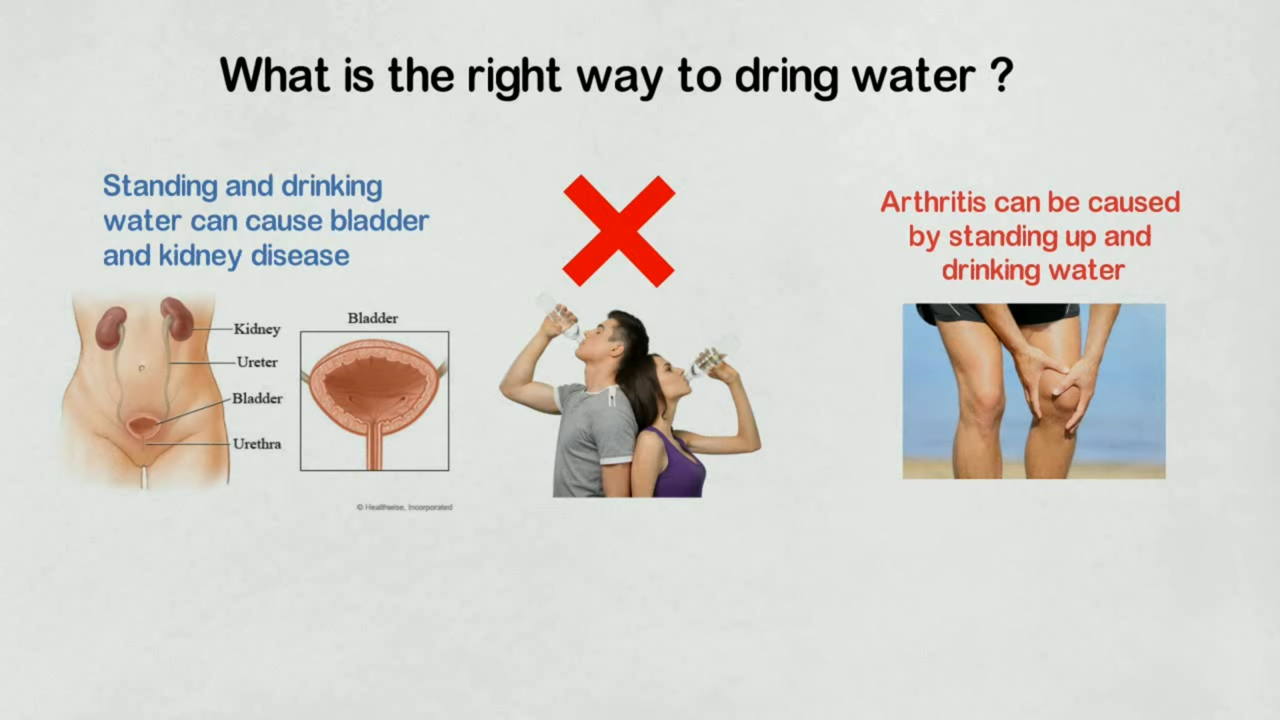 What is the right way to dring water ?
Standing and drinking
water can cause bladder
and kidney disease
Arthritis can be caused
by standing up and
drinking water
Kidney
Ureter
Bladder
Urethra
Bladder
© Healthwise, Incorporated